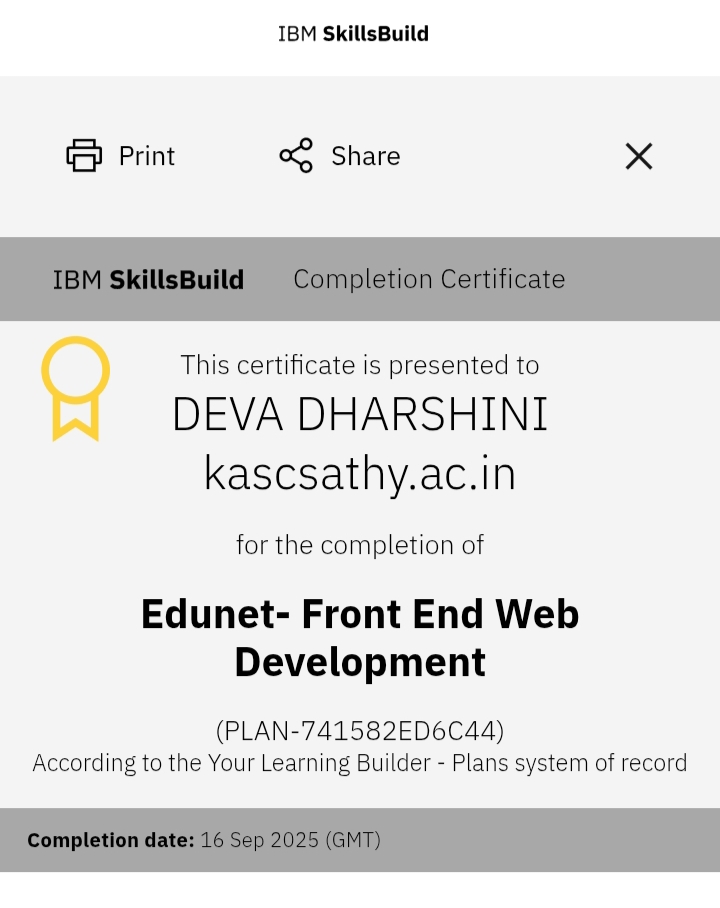 IBM SkillsBuild
Print
Share
IBM SkillsBuild
Completion Certificate
This certificate is presented to
DEVA DHARSHINI
kascsathy.ac.in
for the completion of
Edunet- Front End Web
Development
(PLAN-741582ED6C44)
According to the Your Learning Builder - Plans system of record
Completion date: 16 Sep 2025 (GMT)